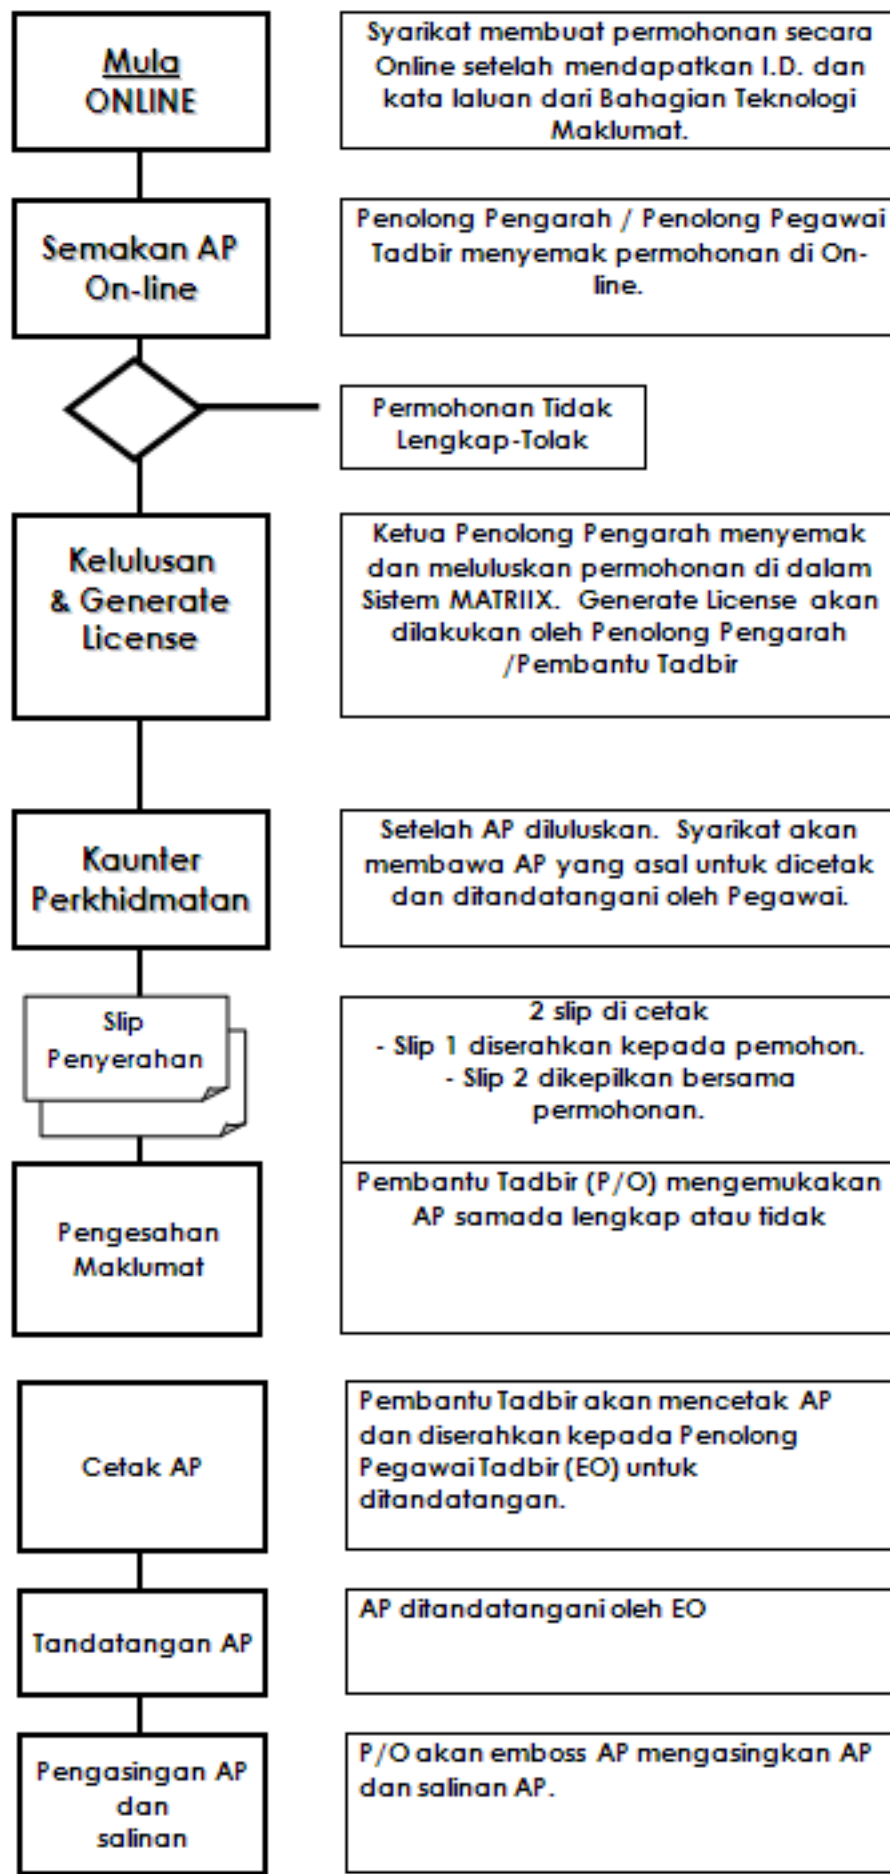 Mula
ONLINE
Syarikat membuat permohonan secara
Online setelah mendapatkan I.D. dan
kata laluan dari Bahagian Teknologi
Maklumat.
Semakan AP
On-line
Penolong Pengarah / Penolong Pegawai
Tadbir menyemak permohonan di On-
line.
Permohonan Tidak
Lengkap-Tolak
Kelulusan
& Generate
License
Ketua Penolong Pengarah menyemak
dan meluluskan permohonan di dalam
Sistem MATRIIX. Generate License akan
dilakukan oleh Penolong Pengarah
/Pembantu Tadbir
Kaunter
Perkhidmatan
Setelah AP diluluskan. Syarikat akan
membawa AP yang asal untuk dicetak
dan ditandatangani oleh Pegawai.
Slip
Penyerahan
2 slip di cetak
- Slip 1 diserahkan kepada pemohon.
- Slip 2 dikepilkan bersama
permohonan.
Pengesahan
Maklumat
Pembantu Tadbir (P/O) mengemukakan
AP samada lengkap atau tidak
Cetak AP
Pembantu Tadbir akan mencetak AP
dan diserahkan kepada Penolong
Pegawai Tadbir (EO) untuk
ditandatangan.
Tandatangan AP
AP ditandatangani oleh EO
Pengasingan AP
dan
salinan
P/O akan emboss AP mengasingkan AP
dan salinan AP.